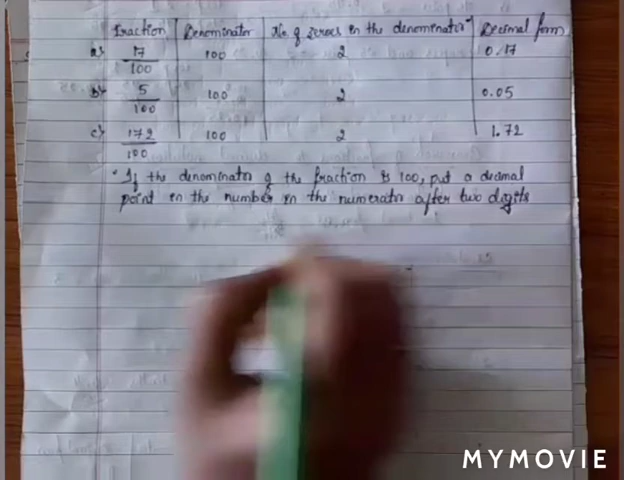 Fraction Denominator No. of zeroes in the denominator Decimal form
a) 17/100 100 2 0.17
b) 5/100 100 2 0.05
c) 172/100 100 2 1.72
• If the denominator of the fraction is 100, put a decimal
point in the number in the numerator after two digits
MYMOVIE